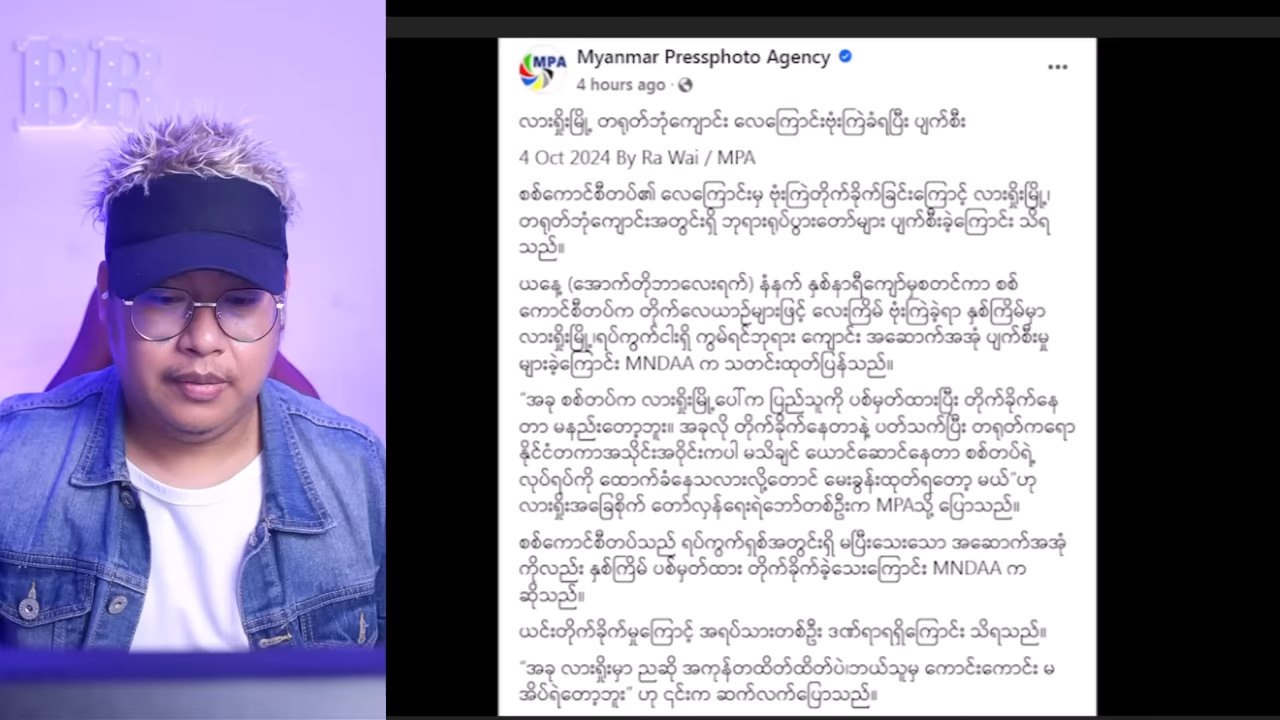 BB
MPA
Myanmar Pressphoto Agency
4 hours ago ·
လားရှိုးမြို့ တရုတ်ဘုံကျောင်း လေကြောင်းဗုံးကြဲခံရပြီး ပျက်စီး
4 Oct 2024 By Ra Wai / MPA
စစ်ကောင်စီတပ်၏ လေကြောင်းမှ ဗုံးကြဲတိုက်ခိုက်ခြင်းကြောင့် လားရှိုးမြို့၊
တရုတ်ဘုံကျောင်းအတွင်းရှိ ဘုရားရုပ်ပွားတော်များ ပျက်စီးခဲ့ကြောင်း သိရ
သည်။
ယနေ့ (အောက်တိုဘာလေးရက်) နံနက် နှစ်နာရီကျော်မှစတင်ကာ စစ်
ကောင်စီတပ်က တိုက်လေယာဉ်များဖြင့် လေးကြိမ် ဗုံးကြဲခဲ့ရာ နှစ်ကြိမ်မှာ
လားရှိုးမြို့၊ရပ်ကွက်ငါးရှိ ကွမ်ရင်ဘုရား ကျောင်း အဆောက်အအုံ ပျက်စီးမှု
များခဲ့ကြောင်း MNDAA က သတင်းထုတ်ပြန်သည်။
“အခု စစ်တပ်က လားရှိုးမြို့ပေါ်က ပြည်သူကို ပစ်မှတ်ထားပြီး တိုက်ခိုက်နေ
တာ မနည်းတော့ဘူး။ အခုလို တိုက်ခိုက်နေတာနဲ့ ပတ်သက်ပြီး တရုတ်ကရော
နိုင်ငံတကာအသိုင်းအဝိုင်းကပါ မသိချင် ယောင်ဆောင်နေတာ စစ်တပ်ရဲ့
လုပ်ရပ်ကို ထောက်ခံနေသလားလို့တောင် မေးခွန်းထုတ်ရတော့ မယ်”ဟု
လားရှိုးအခြေစိုက် တော်လှန်ရေးရဲဘော်တစ်ဦးက MPAသို့ ပြောသည်။
စစ်ကောင်စီတပ်သည် ရပ်ကွက်ရှစ်အတွင်းရှိ မပြီးသေးသော အဆောက်အအုံ
ကိုလည်း နှစ်ကြိမ် ပစ်မှတ်ထား တိုက်ခိုက်ခဲ့သေးကြောင်း MNDAA က
ဆိုသည်။
ယင်းတိုက်ခိုက်မှုကြောင့် အရပ်သားတစ်ဦး ဒဏ်ရာရရှိကြောင်း သိရသည်။
“အခု လားရှိုးမှာ ညဆို အကုန်တထိတ်ထိတ်ပဲ၊ဘယ်သူမှ ကောင်းကောင်း မ
အိပ်ရဲတော့ဘူး” ဟု ၎င်းက ဆက်လက်ပြောသည်။